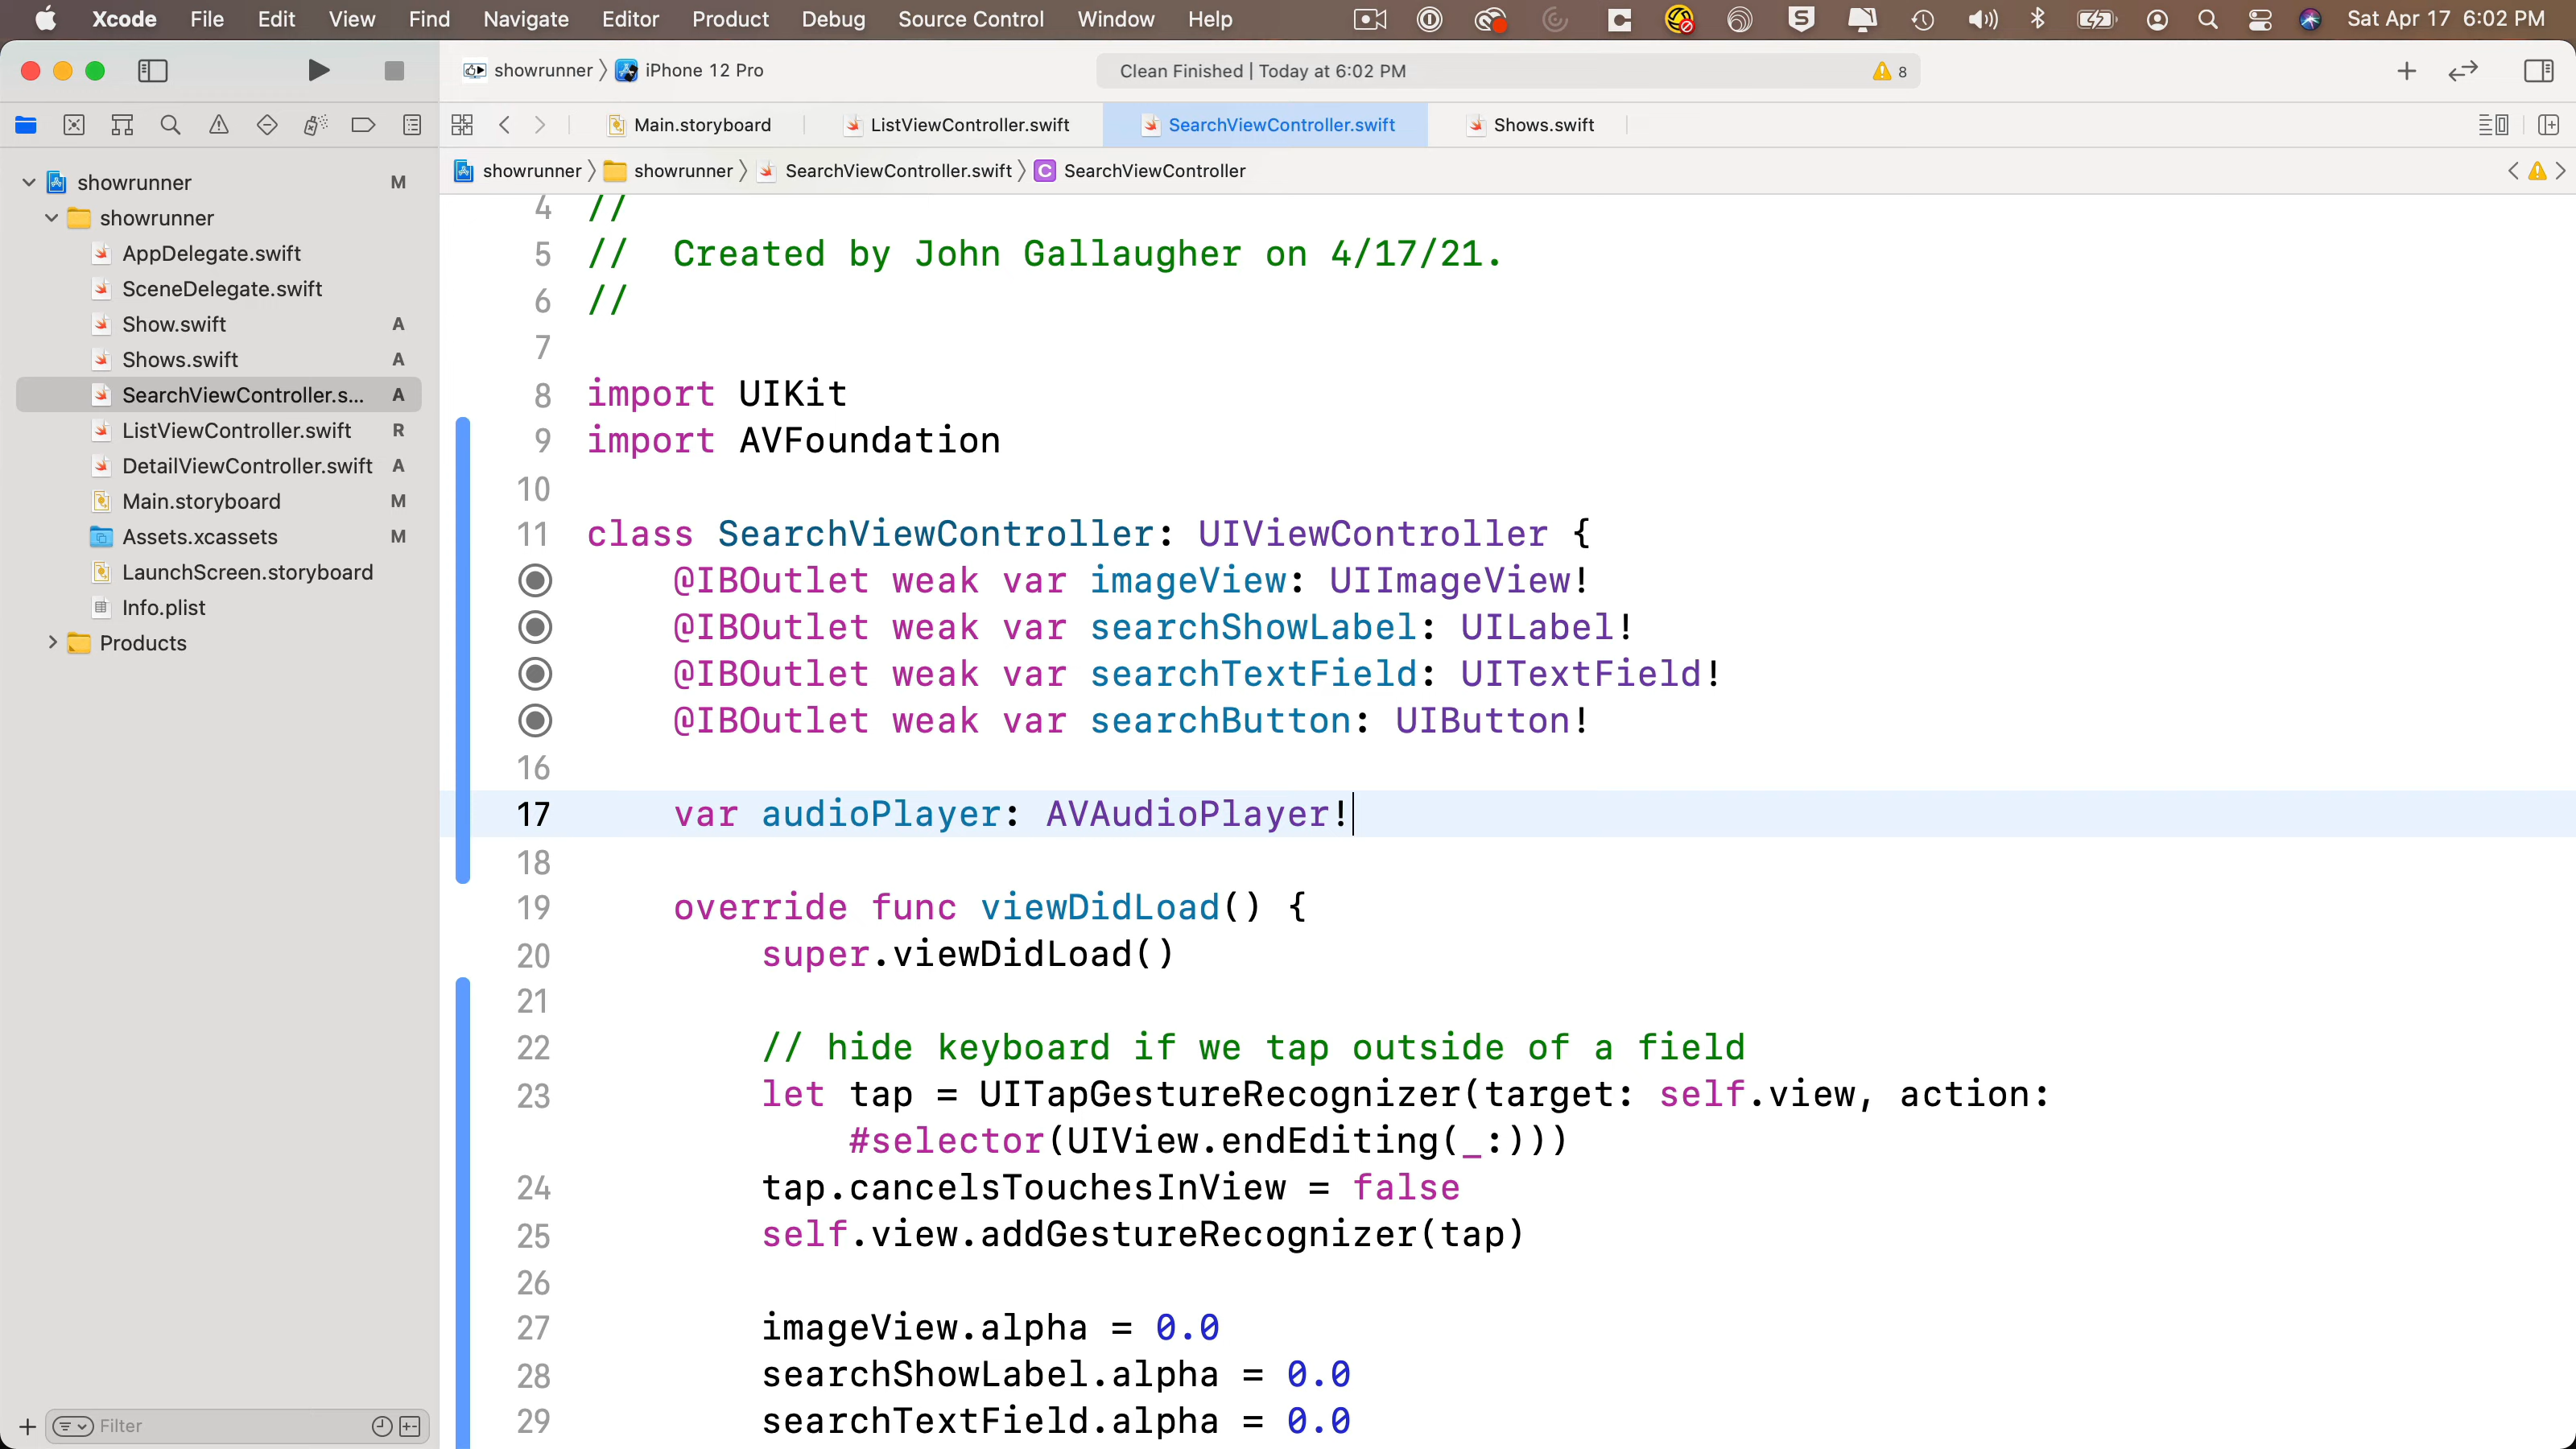 Xcode File Edit View Find Navigate Editor Product Debug Source Control Window Help Sat Apr 17 6:02 PM
showrunner iPhone 12 Pro Clean Finished | Today at 6:02 PM 8
Main.storyboard ListViewController.swift SearchViewController.swift Shows.swift
showrunner showrunner SearchViewController.swift C SearchViewController
showrunner M
showrunner
AppDelegate.swift
SceneDelegate.swift
Show.swift A
Shows.swift A
SearchViewController.s... A
ListViewController.swift R
DetailViewController.swift A
Main.storyboard M
Assets.xcassets M
LaunchScreen.storyboard
Info.plist
Products
Filter
4 //
5 //  Created by John Gallaugher on 4/17/21.
6 //
7
8 import UIKit
9 import AVFoundation
10
11 class SearchViewController: UIViewController {
@IBOutlet weak var imageView: UIImageView!
@IBOutlet weak var searchShowLabel: UILabel!
@IBOutlet weak var searchTextField: UITextField!
@IBOutlet weak var searchButton: UIButton!
16
17 var audioPlayer: AVAudioPlayer!
18
19 override func viewDidLoad() {
20 super.viewDidLoad()
21
22 // hide keyboard if we tap outside of a field
23 let tap = UITapGestureRecognizer(target: self.view, action:
#selector(UIView.endEditing(_:)))
24 tap.cancelsTouchesInView = false
25 self.view.addGestureRecognizer(tap)
26
27 imageView.alpha = 0.0
28 searchShowLabel.alpha = 0.0
29 searchTextField.alpha = 0.0